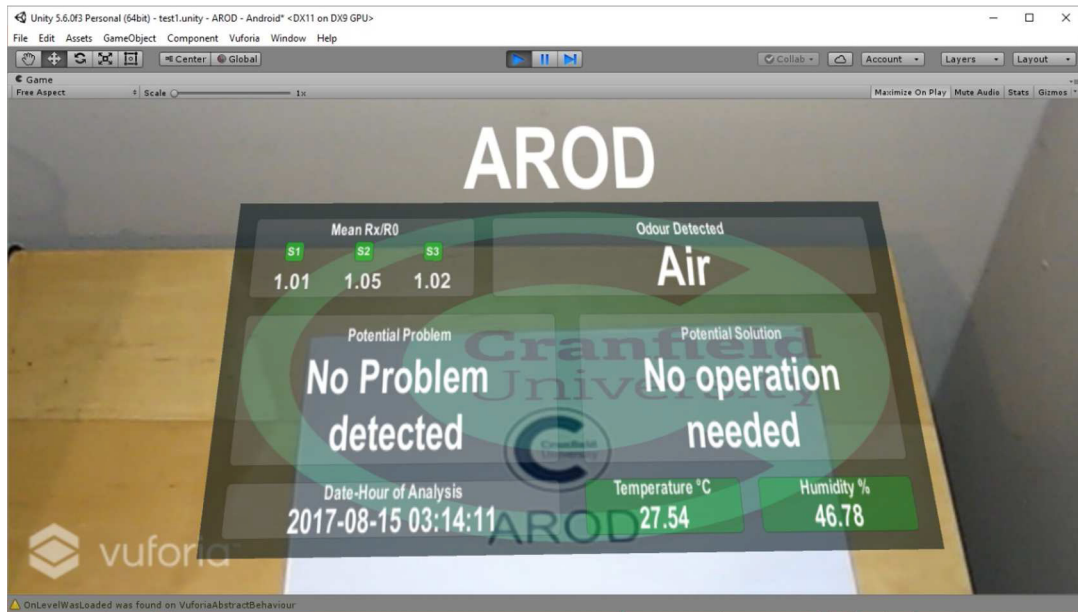 Unity 5.6.0f3 Personal (64bit) - test1.unity - AROD - Android* <DX11 on DX9 GPU>
File Edit Assets GameObject Component Vuforia Window Help
Center Global Collab Account Layers Layout
Game
Free Aspect Scale 1x Maximize On Play Mute Audio Stats Gizmos
AROD
Mean Rx/R0
S1 S2 S3
1.01 1.05 1.02
Odour Detected
Air
Potential Problem
No Problem
detected
Potential Solution
No operation
needed
Cranfield
University
Cranfield
University
Date-Hour of Analysis
2017-08-15 03:14:11
Temperature °C
27.54
Humidity %
46.78
AROD
vuforia
OnLevelWasLoaded was found on VuforiaAbstractBehaviour